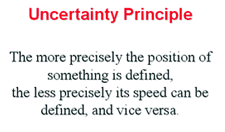 Uncertainty Principle
The more precisely the position of
something is defined,
the less precisely its speed can be
defined, and vice versa.